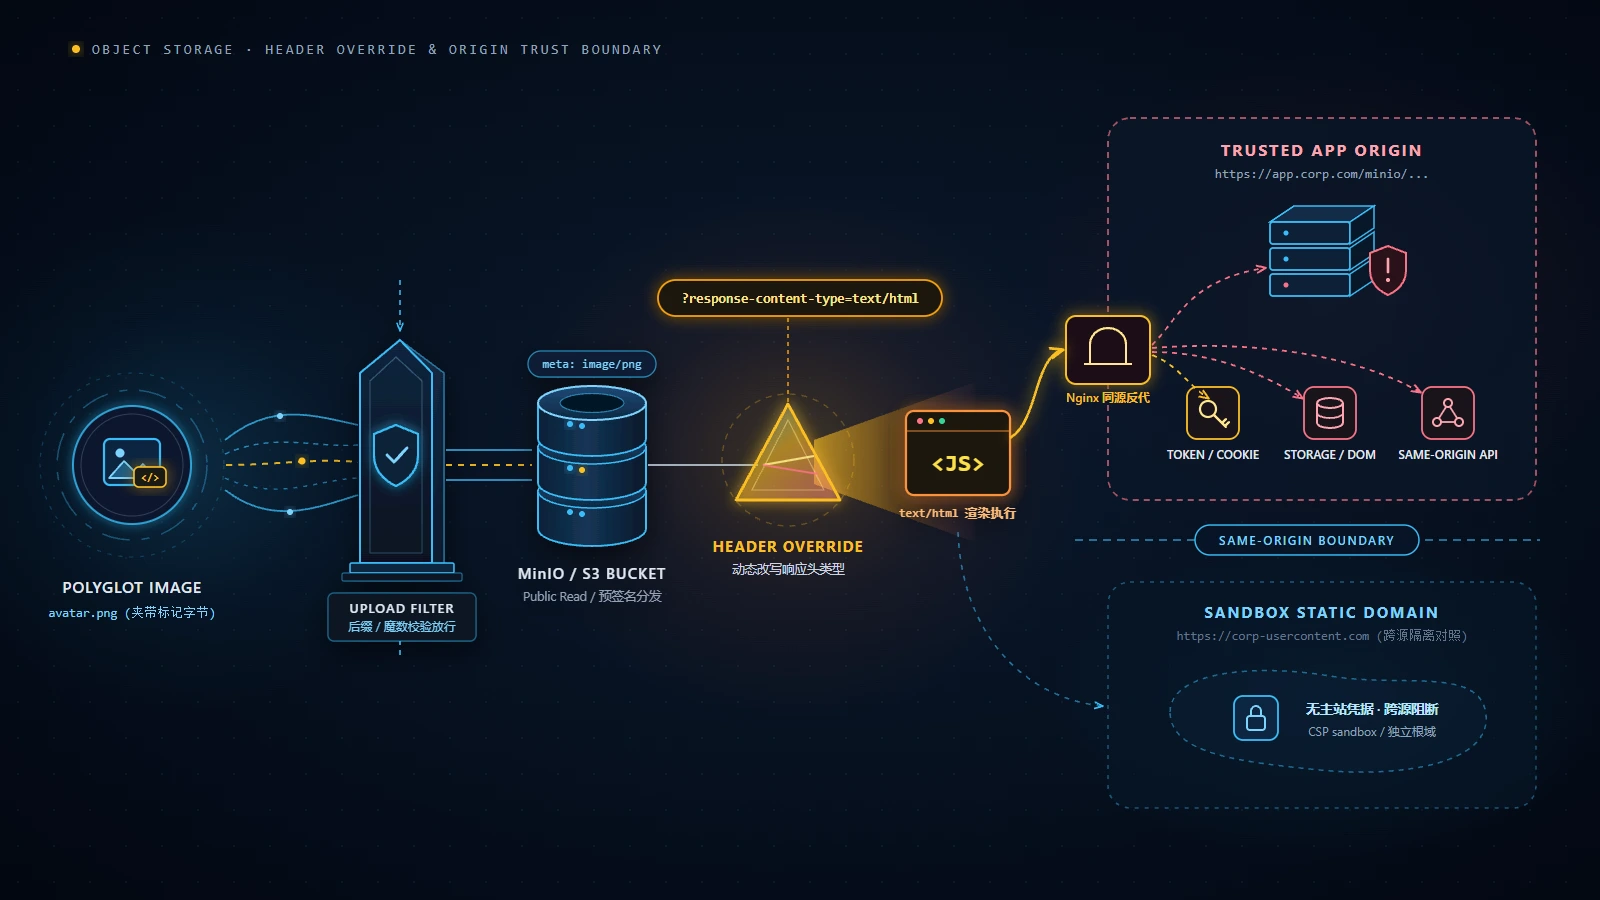 OBJECT STORAGE · HEADER OVERRIDE & ORIGIN TRUST BOUNDARY
POLYGLOT IMAGE
avatar.png (夹带标记字节)
</>
UPLOAD FILTER
后缀 / 魔数校验放行
meta: image/png
MinIO / S3 BUCKET
Public Read / 预签名分发
?response-content-type=text/html
HEADER OVERRIDE
动态改写响应头类型
<JS>
text/html 渲染执行
Nginx 同源反代
TRUSTED APP ORIGIN
https://app.corp.com/minio/...
TOKEN / COOKIE
STORAGE / DOM
SAME-ORIGIN API
SAME-ORIGIN BOUNDARY
SANDBOX STATIC DOMAIN
https://corp-usercontent.com (跨源隔离对照)
无主站凭据 · 跨源阻断
CSP sandbox / 独立根域